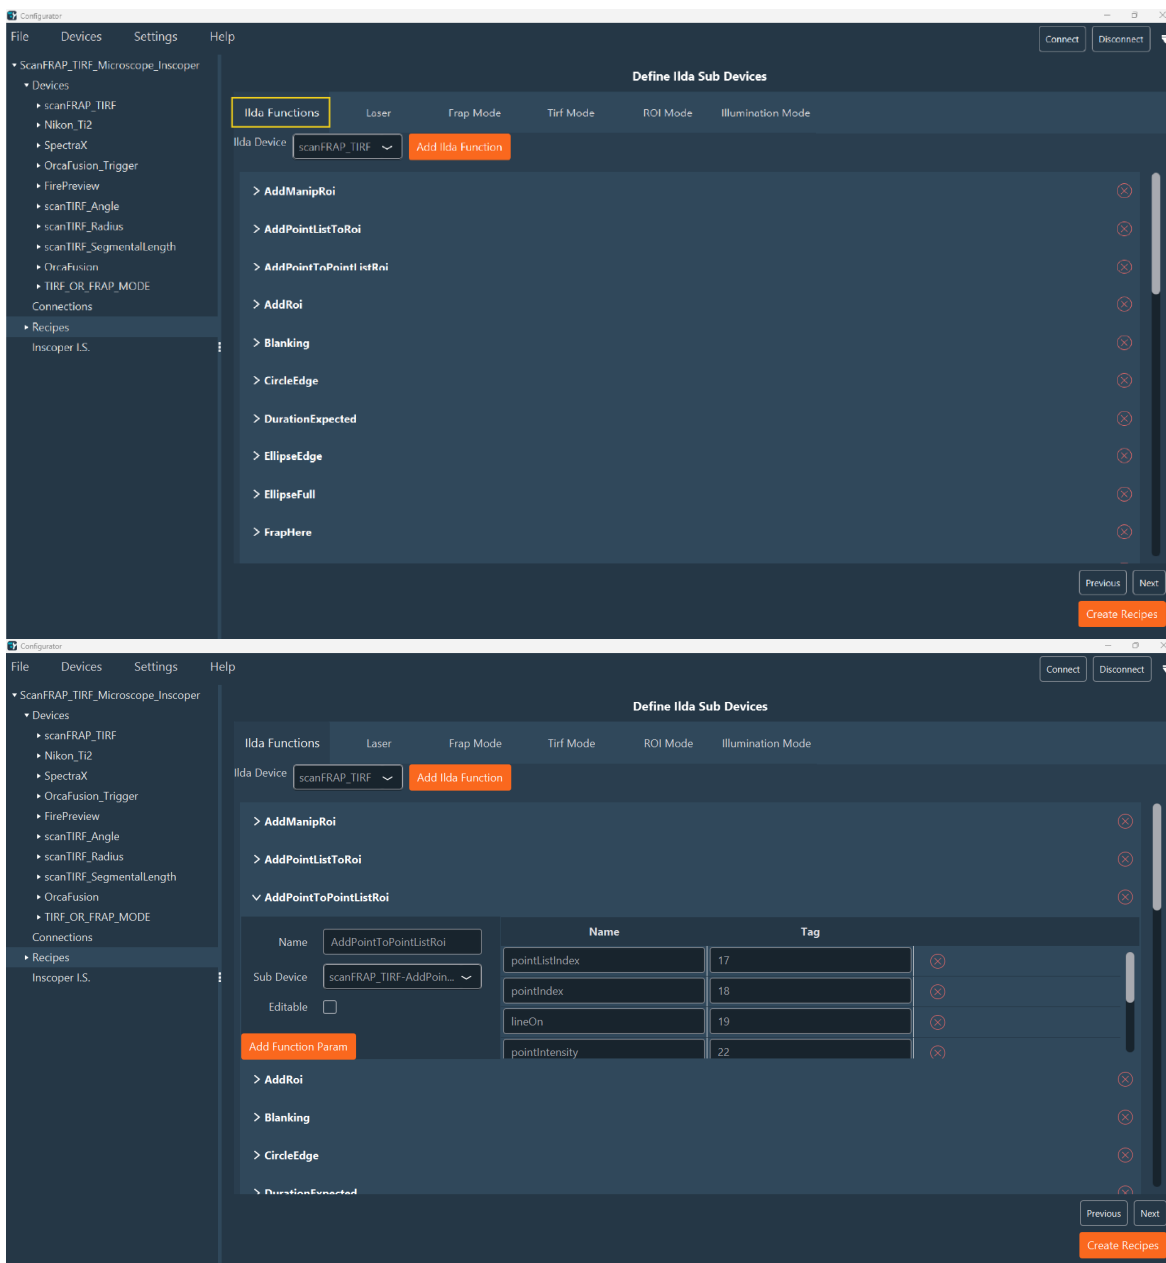 Configurator
File Devices Settings Help
Connect Disconnect
ScanFRAP_TIRF_Microscope_Inscoper
Devices
scanFRAP_TIRF
Nikon_Ti2
SpectraX
OrcaFusion_Trigger
FirePreview
scanTIRF_Angle
scanTIRF_Radius
scanTIRF_SegmentalLength
OrcaFusion
TIRF_OR_FRAP_MODE
Connections
Recipes
Inscoper I.S.
Define Ilda Sub Devices
Ilda Functions Laser Frap Mode Tirf Mode ROI Mode Illumination Mode
Ilda Device scanFRAP_TIRF Add Ilda Function
AddManipRoi
AddPointListToRoi
AddPointToPointListRoi
AddRoi
Blanking
CircleEdge
DurationExpected
EllipseEdge
EllipseFull
FrapHere
Previous Next
Create Recipes
Configurator
File Devices Settings Help
Connect Disconnect
ScanFRAP_TIRF_Microscope_Inscoper
Devices
scanFRAP_TIRF
Nikon_Ti2
SpectraX
OrcaFusion_Trigger
FirePreview
scanTIRF_Angle
scanTIRF_Radius
scanTIRF_SegmentalLength
OrcaFusion
TIRF_OR_FRAP_MODE
Connections
Recipes
Inscoper I.S.
Define Ilda Sub Devices
Ilda Functions Laser Frap Mode Tirf Mode ROI Mode Illumination Mode
Ilda Device scanFRAP_TIRF Add Ilda Function
AddManipRoi
AddPointListToRoi
AddPointToPointListRoi
Name AddPointToPointListRoi
Sub Device scanFRAP_TIRF-AddPoin...
Editable
Add Function Param
Name Tag
pointListIndex 17
pointIndex 18
lineOn 19
pointIntensity 22
AddRoi
Blanking
CircleEdge
DurationExpected
Previous Next
Create Recipes